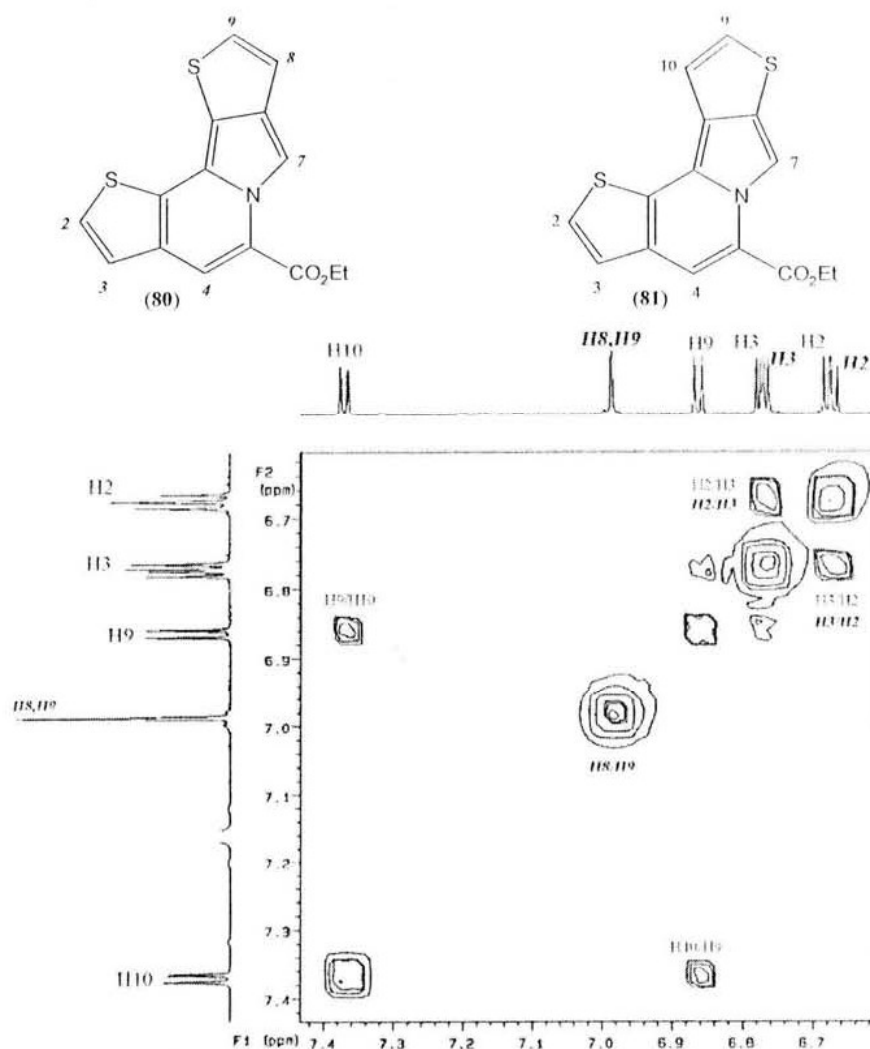 9
9
8
10
S
S
7
7
S
N
S
N
2
2
CO₂Et
CO₂Et
3
4
3
4
(80)
(81)
H8,H9
H10
H9
H3
H2
H3
H2
F2
(ppm)
H2
H2/H3
H2/H3
6.7
H3
6.8
H9/H10
H3/H2
H3/H2
H9
6.9
H8,H9
7.0
H8/H9
7.1
7.2
7.3
H10/H9
H10
7.4
F1 (ppm) 7.4 7.3 7.2 7.1 7.0 6.9 6.8 6.7